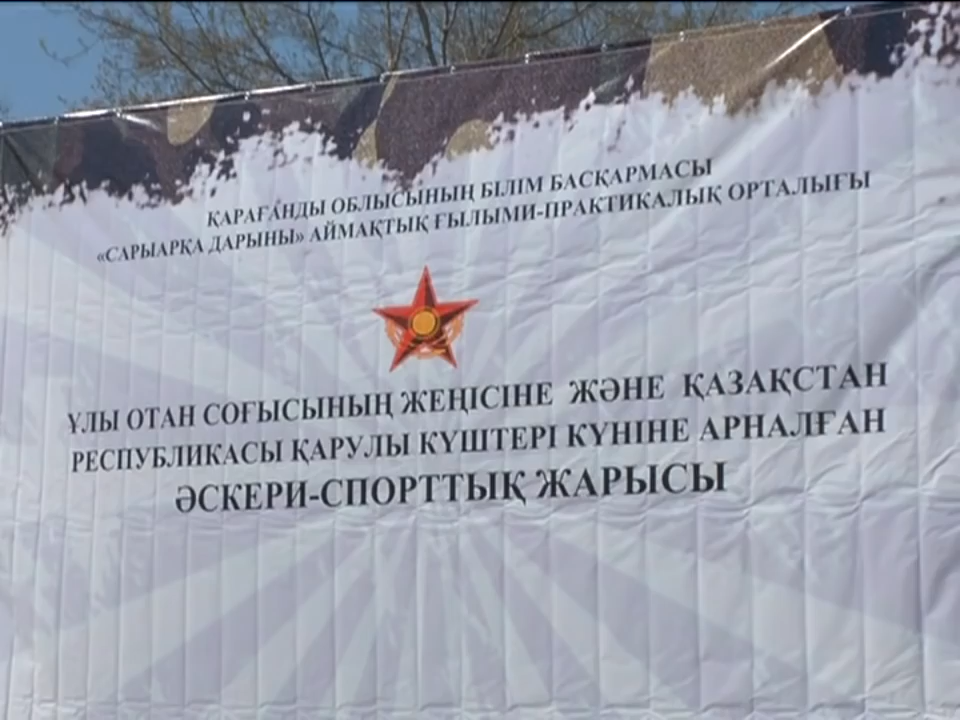 ҚАРАҒАНДЫ ОБЛЫСЫНЫҢ БІЛІМ БАСҚАРМАСЫ
«САРЫАРҚА ДАРЫНЫ» АЙМАҚТЫҚ ҒЫЛЫМИ-ПРАКТИКАЛЫҚ ОРТАЛЫҒЫ
ҰЛЫ ОТАН СОҒЫСЫНЫҢ ЖЕҢІСІНЕ ЖӘНЕ ҚАЗАҚСТАН
РЕСПУБЛИКАСЫ ҚАРУЛЫ КҮШТЕРІ КҮНІНЕ АРНАЛҒАН
ӘСКЕРИ-СПОРТТЫҚ ЖАРЫСЫ